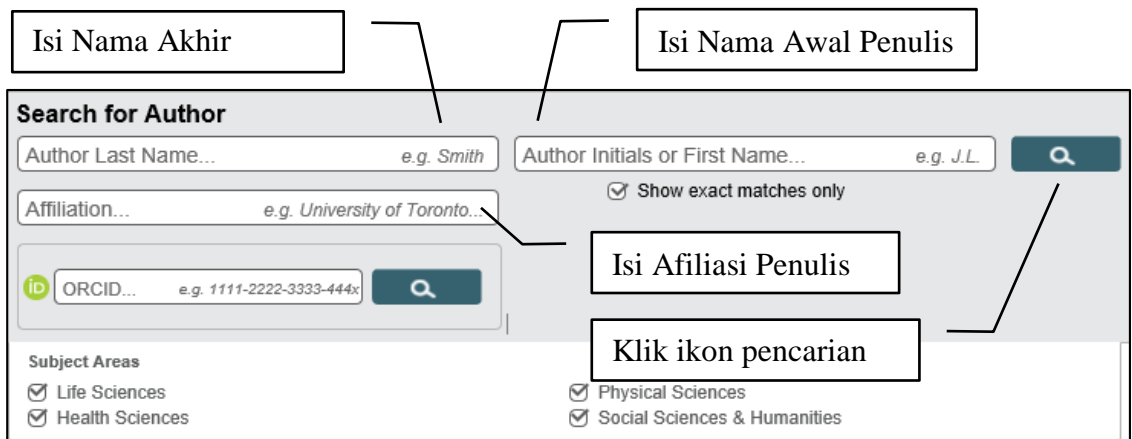 Isi Nama Akhir
Isi Nama Awal Penulis
Search for Author
Author Last Name... e.g. Smith
Author Initials or First Name... e.g. J.L.
Show exact matches only
Affiliation... e.g. University of Toronto...
Isi Afiliasi Penulis
iD ORCID... e.g. 1111-2222-3333-444x
Klik ikon pencarian
Subject Areas
Life Sciences
Physical Sciences
Health Sciences
Social Sciences & Humanities